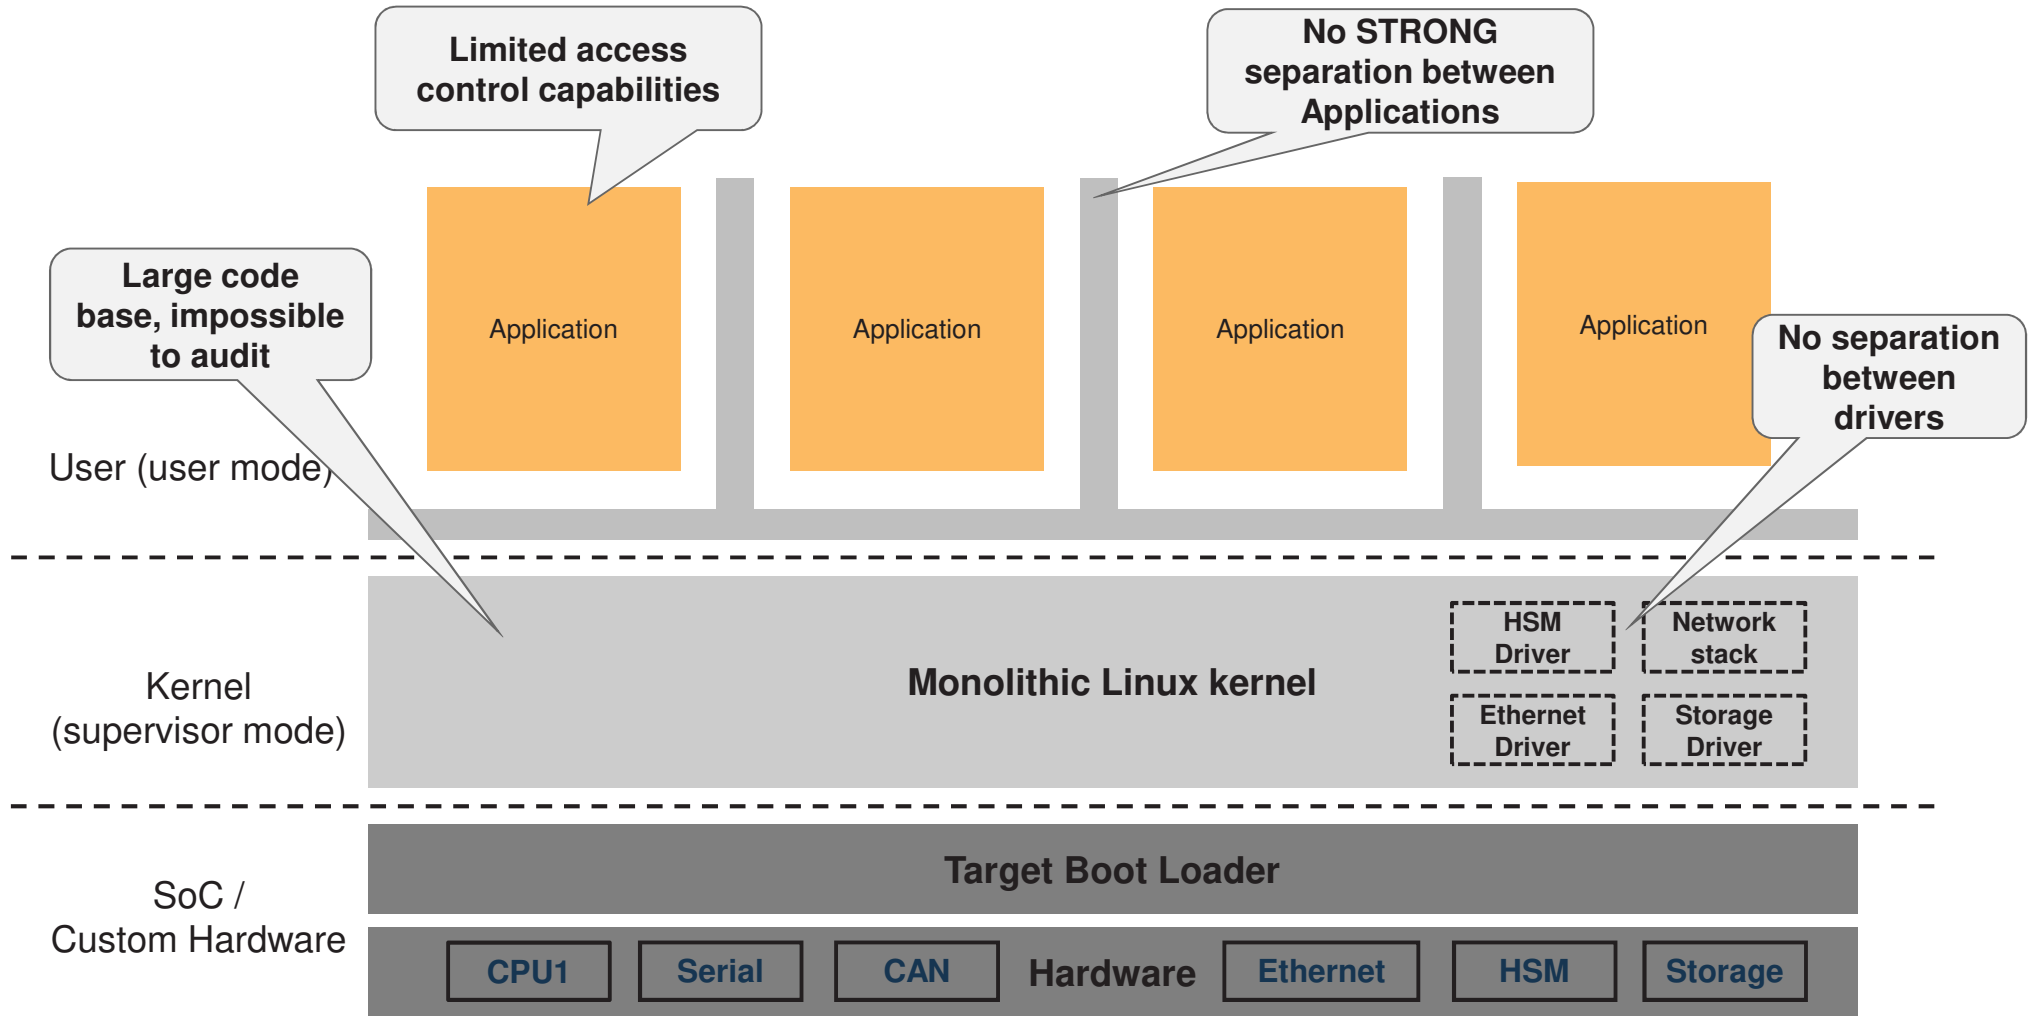 Limited access
control capabilities
No STRONG
separation between
Applications
Large code
base, impossible
to audit
Application
Application
Application
Application
No separation
between
drivers
User (user mode)
Kernel
(supervisor mode)
Monolithic Linux kernel
HSM
Driver
Network
stack
Ethernet
Driver
Storage
Driver
SoC /
Custom Hardware
Target Boot Loader
CPU1
Serial
CAN
Hardware
Ethernet
HSM
Storage